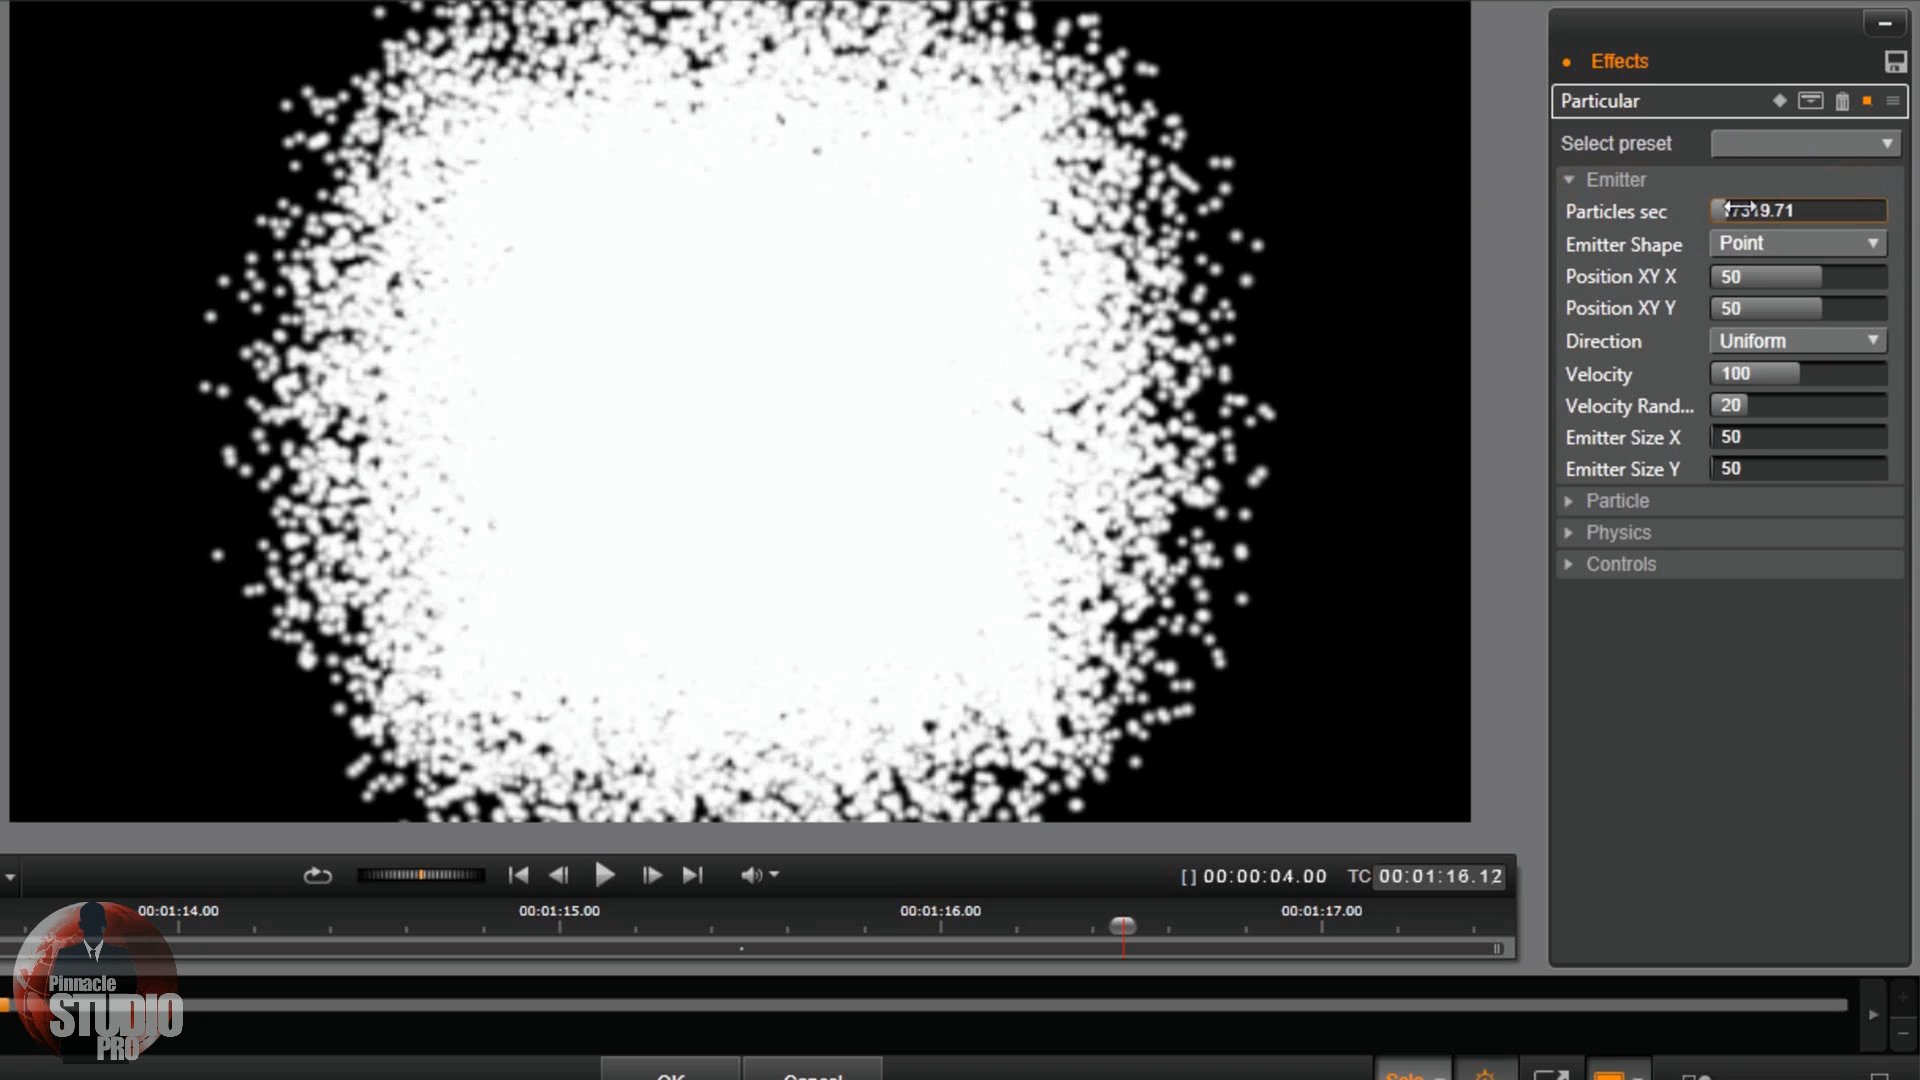 Effects
Particular
Select preset
Emitter
Particles sec
Emitter Shape Point
Position XY X 50
Position XY Y 50
Direction Uniform
Velocity 100
Velocity Rand... 20
Emitter Size X 50
Emitter Size Y 50
Particle
Physics
Controls
[] 00:00:04.00 TC 00:01:16.12
00:01:14.00 00:01:15.00 00:01:16.00 00:01:17.00
Pinnacle
STUDIO
PRO
OK Cancel Solo